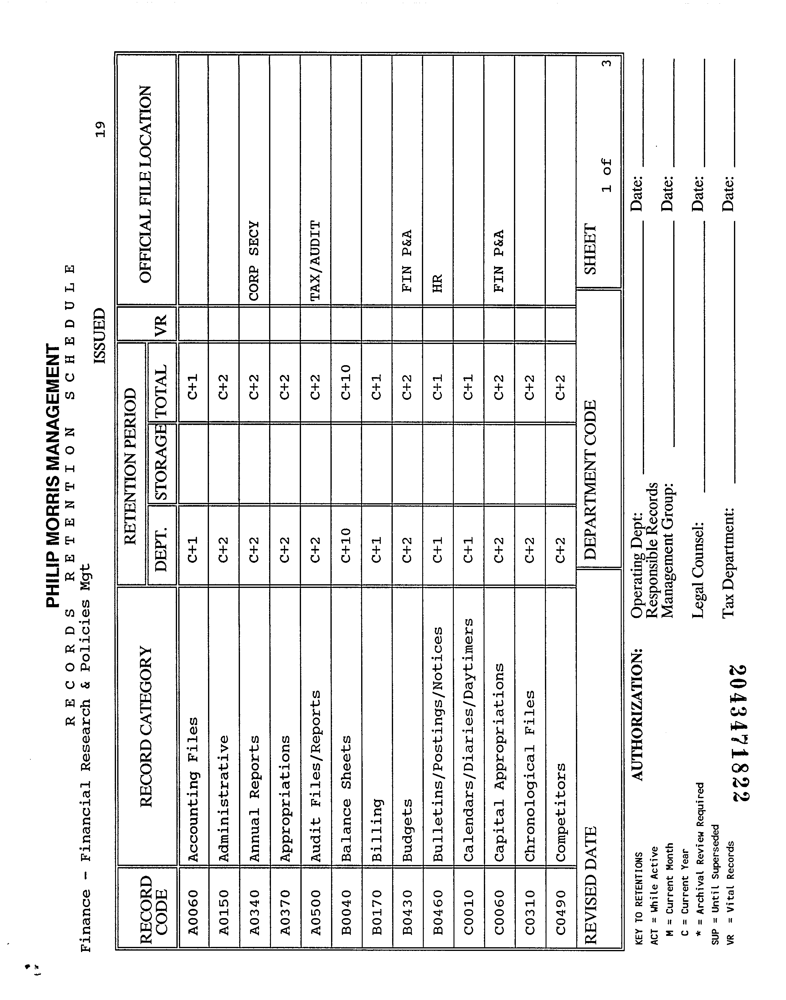 PHILIP MORRIS MANAGEMENT
RECORDS RETENTION SCHEDULE
Finance - Financial Research & Policies Mgt
ISSUED 19
RECORD CODE RECORD CATEGORY RETENTION PERIOD VR OFFICIAL FILE LOCATION
DEPT. STORAGE TOTAL
A0060 Accounting Files C+1 C+1
A0150 Administrative C+2 C+2
A0340 Annual Reports C+2 C+2 CORP SECY
A0370 Appropriations C+2 C+2
A0500 Audit Files/Reports C+2 C+2 TAX/AUDIT
B0040 Balance Sheets C+10 C+10
B0170 Billing C+1 C+1
B0430 Budgets C+2 C+2 FIN P&A
B0460 Bulletins/Postings/Notices C+1 C+1 HR
C0010 Calendars/Diaries/Daytimers C+1 C+1
C0060 Capital Appropriations C+2 C+2 FIN P&A
C0310 Chronological Files C+2 C+2
C0490 Competitors C+2 C+2
REVISED DATE DEPARTMENT CODE SHEET 1 of 3
KEY TO RETENTIONS
ACT = While Active
M = Current Month
C = Current Year
* = Archival Review Required
SUP = Until Superseded
VR = Vital Records
AUTHORIZATION:
Operating Dept: Date:
Responsible Records
Management Group: Date:
Legal Counsel: Date:
Tax Department: Date:
2043471822